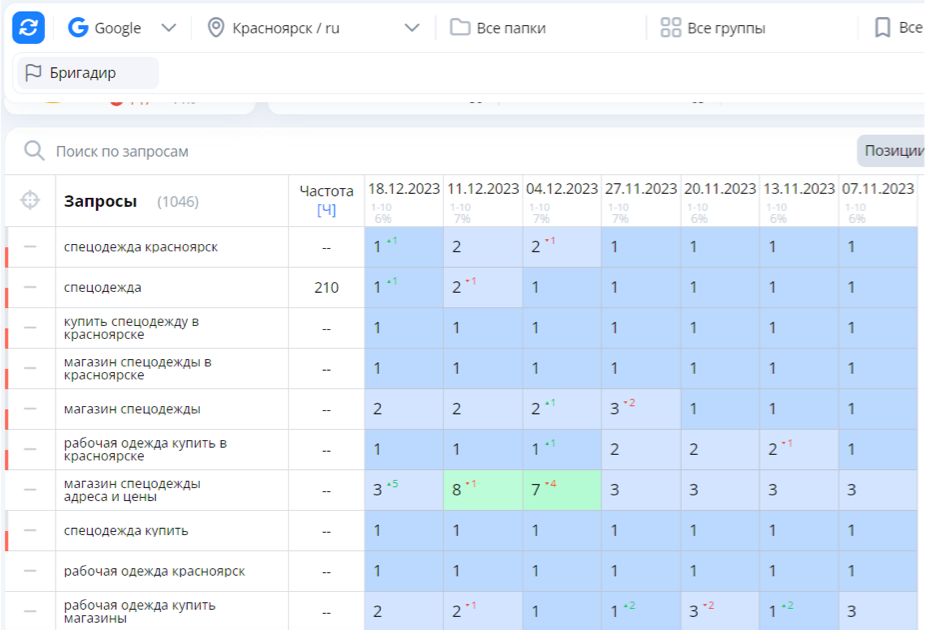 Google Красноярск / ru Все папки Все группы Все
Бригадир
Поиск по запросам Позиции
Запросы (1046) Частота [Ч] 18.12.2023 11.12.2023 04.12.2023 27.11.2023 20.11.2023 13.11.2023 07.11.2023
1-10 1-10 1-10 1-10 1-10 1-10 1-10
6% 7% 7% 7% 6% 6% 6%
спецодежда красноярск -- 1 ▴1 2 2 ▾1 1 1 1 1
спецодежда 210 1 ▴1 2 ▾1 1 1 1 1 1
купить спецодежду в
красноярске -- 1 1 1 1 1 1 1
магазин спецодежды в
красноярске -- 1 1 1 1 1 1 1
магазин спецодежды -- 2 2 2 ▴1 3 ▾2 1 1 1
рабочая одежда купить в
красноярске -- 1 1 1 ▴1 2 2 2 ▾1 1
магазин спецодежды
адреса и цены -- 3 ▴5 8 ▾1 7 ▾4 3 3 3 3
спецодежда купить -- 1 1 1 1 1 1 1
рабочая одежда красноярск -- 1 1 1 1 1 1 1
рабочая одежда купить
магазины -- 2 2 ▾1 1 1 ▴2 3 ▾2 1 ▴2 3